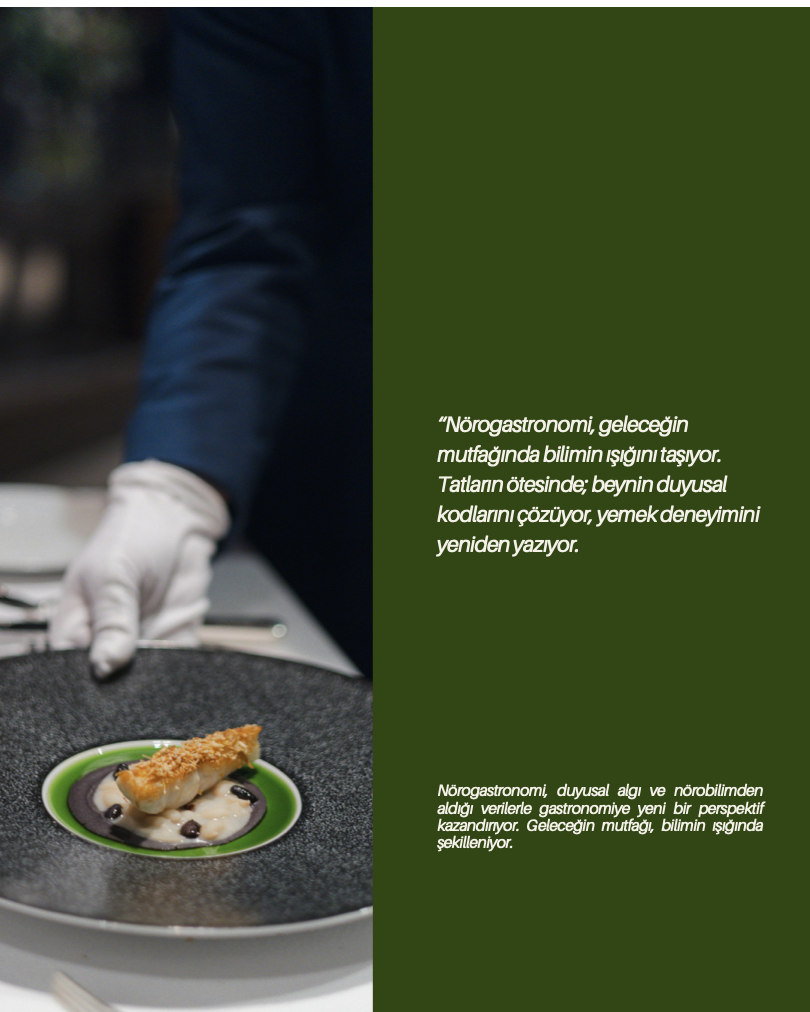 “Nörogastronomi, geleceğin
mutfağında bilimin ışığını taşıyor.
Tatların ötesinde; beynin duyusal
kodlarını çözüyor, yemek deneyimini
yeniden yazıyor.
Nörogastronomi, duyusal algı ve nörobilimden
aldığı verilerle gastronomiye yeni bir perspektif
kazandırıyor. Geleceğin mutfağı, bilimin ışığında
şekilleniyor.